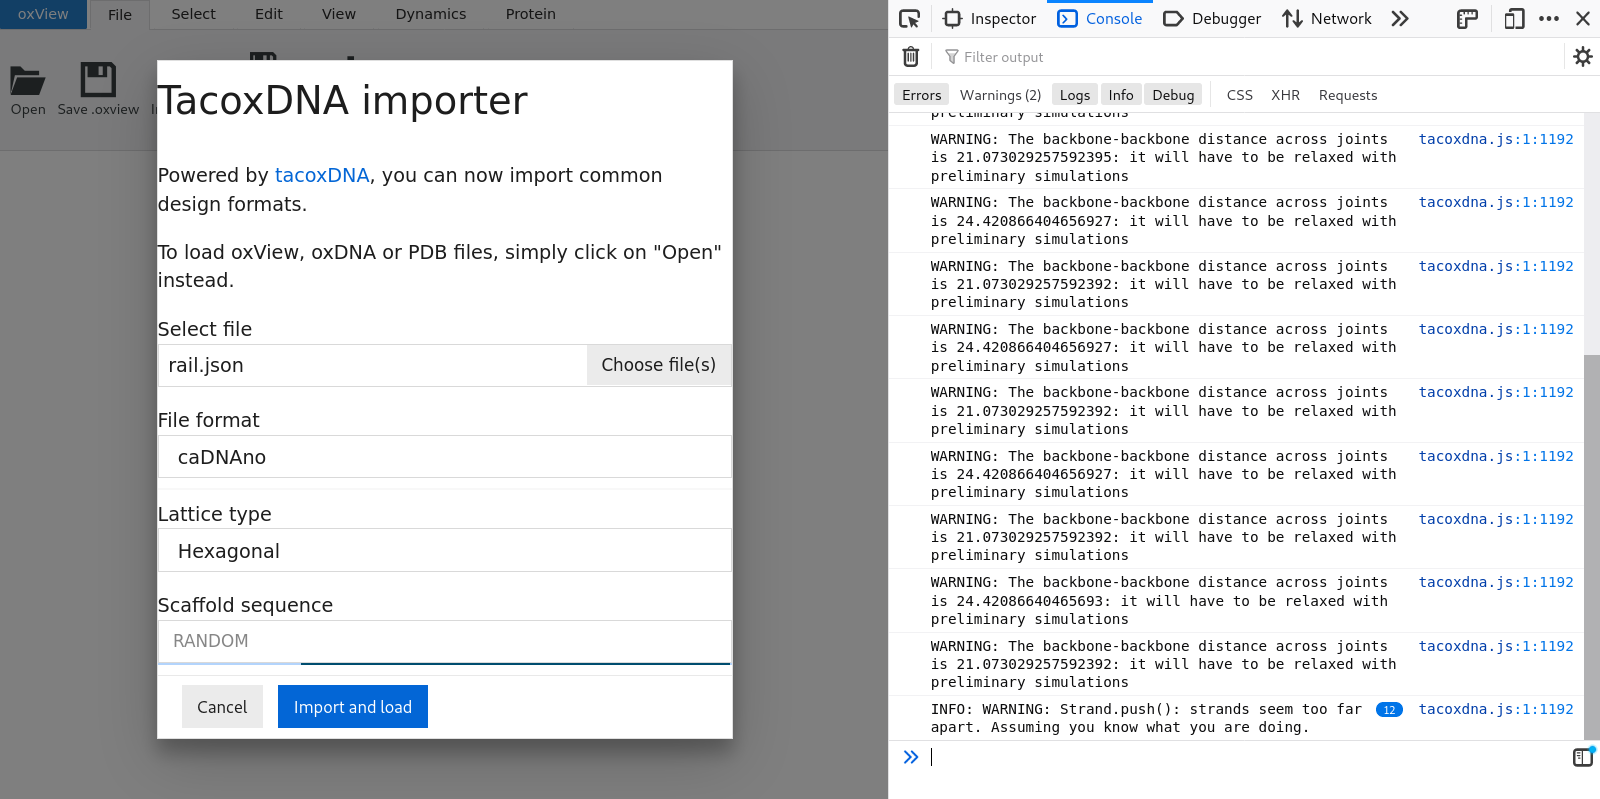 oxView File Select Edit View Dynamics Protein
Open Save .oxview
TacoxDNA importer
Powered by tacoxDNA, you can now import common
design formats.
To load oxView, oxDNA or PDB files, simply click on "Open"
instead.
Select file
rail.json Choose file(s)
File format
caDNAno
Lattice type
Hexagonal
Scaffold sequence
RANDOM
Cancel Import and load
Inspector Console Debugger Network
Filter output
Errors Warnings (2) Logs Info Debug CSS XHR Requests
preliminary simulations
WARNING: The backbone-backbone distance across joints tacoxdna.js:1:1192
is 21.073029257592395: it will have to be relaxed with
preliminary simulations
WARNING: The backbone-backbone distance across joints tacoxdna.js:1:1192
is 24.420866404656927: it will have to be relaxed with
preliminary simulations
WARNING: The backbone-backbone distance across joints tacoxdna.js:1:1192
is 21.073029257592392: it will have to be relaxed with
preliminary simulations
WARNING: The backbone-backbone distance across joints tacoxdna.js:1:1192
is 24.420866404656927: it will have to be relaxed with
preliminary simulations
WARNING: The backbone-backbone distance across joints tacoxdna.js:1:1192
is 21.073029257592392: it will have to be relaxed with
preliminary simulations
WARNING: The backbone-backbone distance across joints tacoxdna.js:1:1192
is 24.420866404656927: it will have to be relaxed with
preliminary simulations
WARNING: The backbone-backbone distance across joints tacoxdna.js:1:1192
is 21.073029257592392: it will have to be relaxed with
preliminary simulations
WARNING: The backbone-backbone distance across joints tacoxdna.js:1:1192
is 24.42086640465693: it will have to be relaxed with
preliminary simulations
WARNING: The backbone-backbone distance across joints tacoxdna.js:1:1192
is 21.073029257592392: it will have to be relaxed with
preliminary simulations
INFO: WARNING: Strand.push(): strands seem too far 12 tacoxdna.js:1:1192
apart. Assuming you know what you are doing.